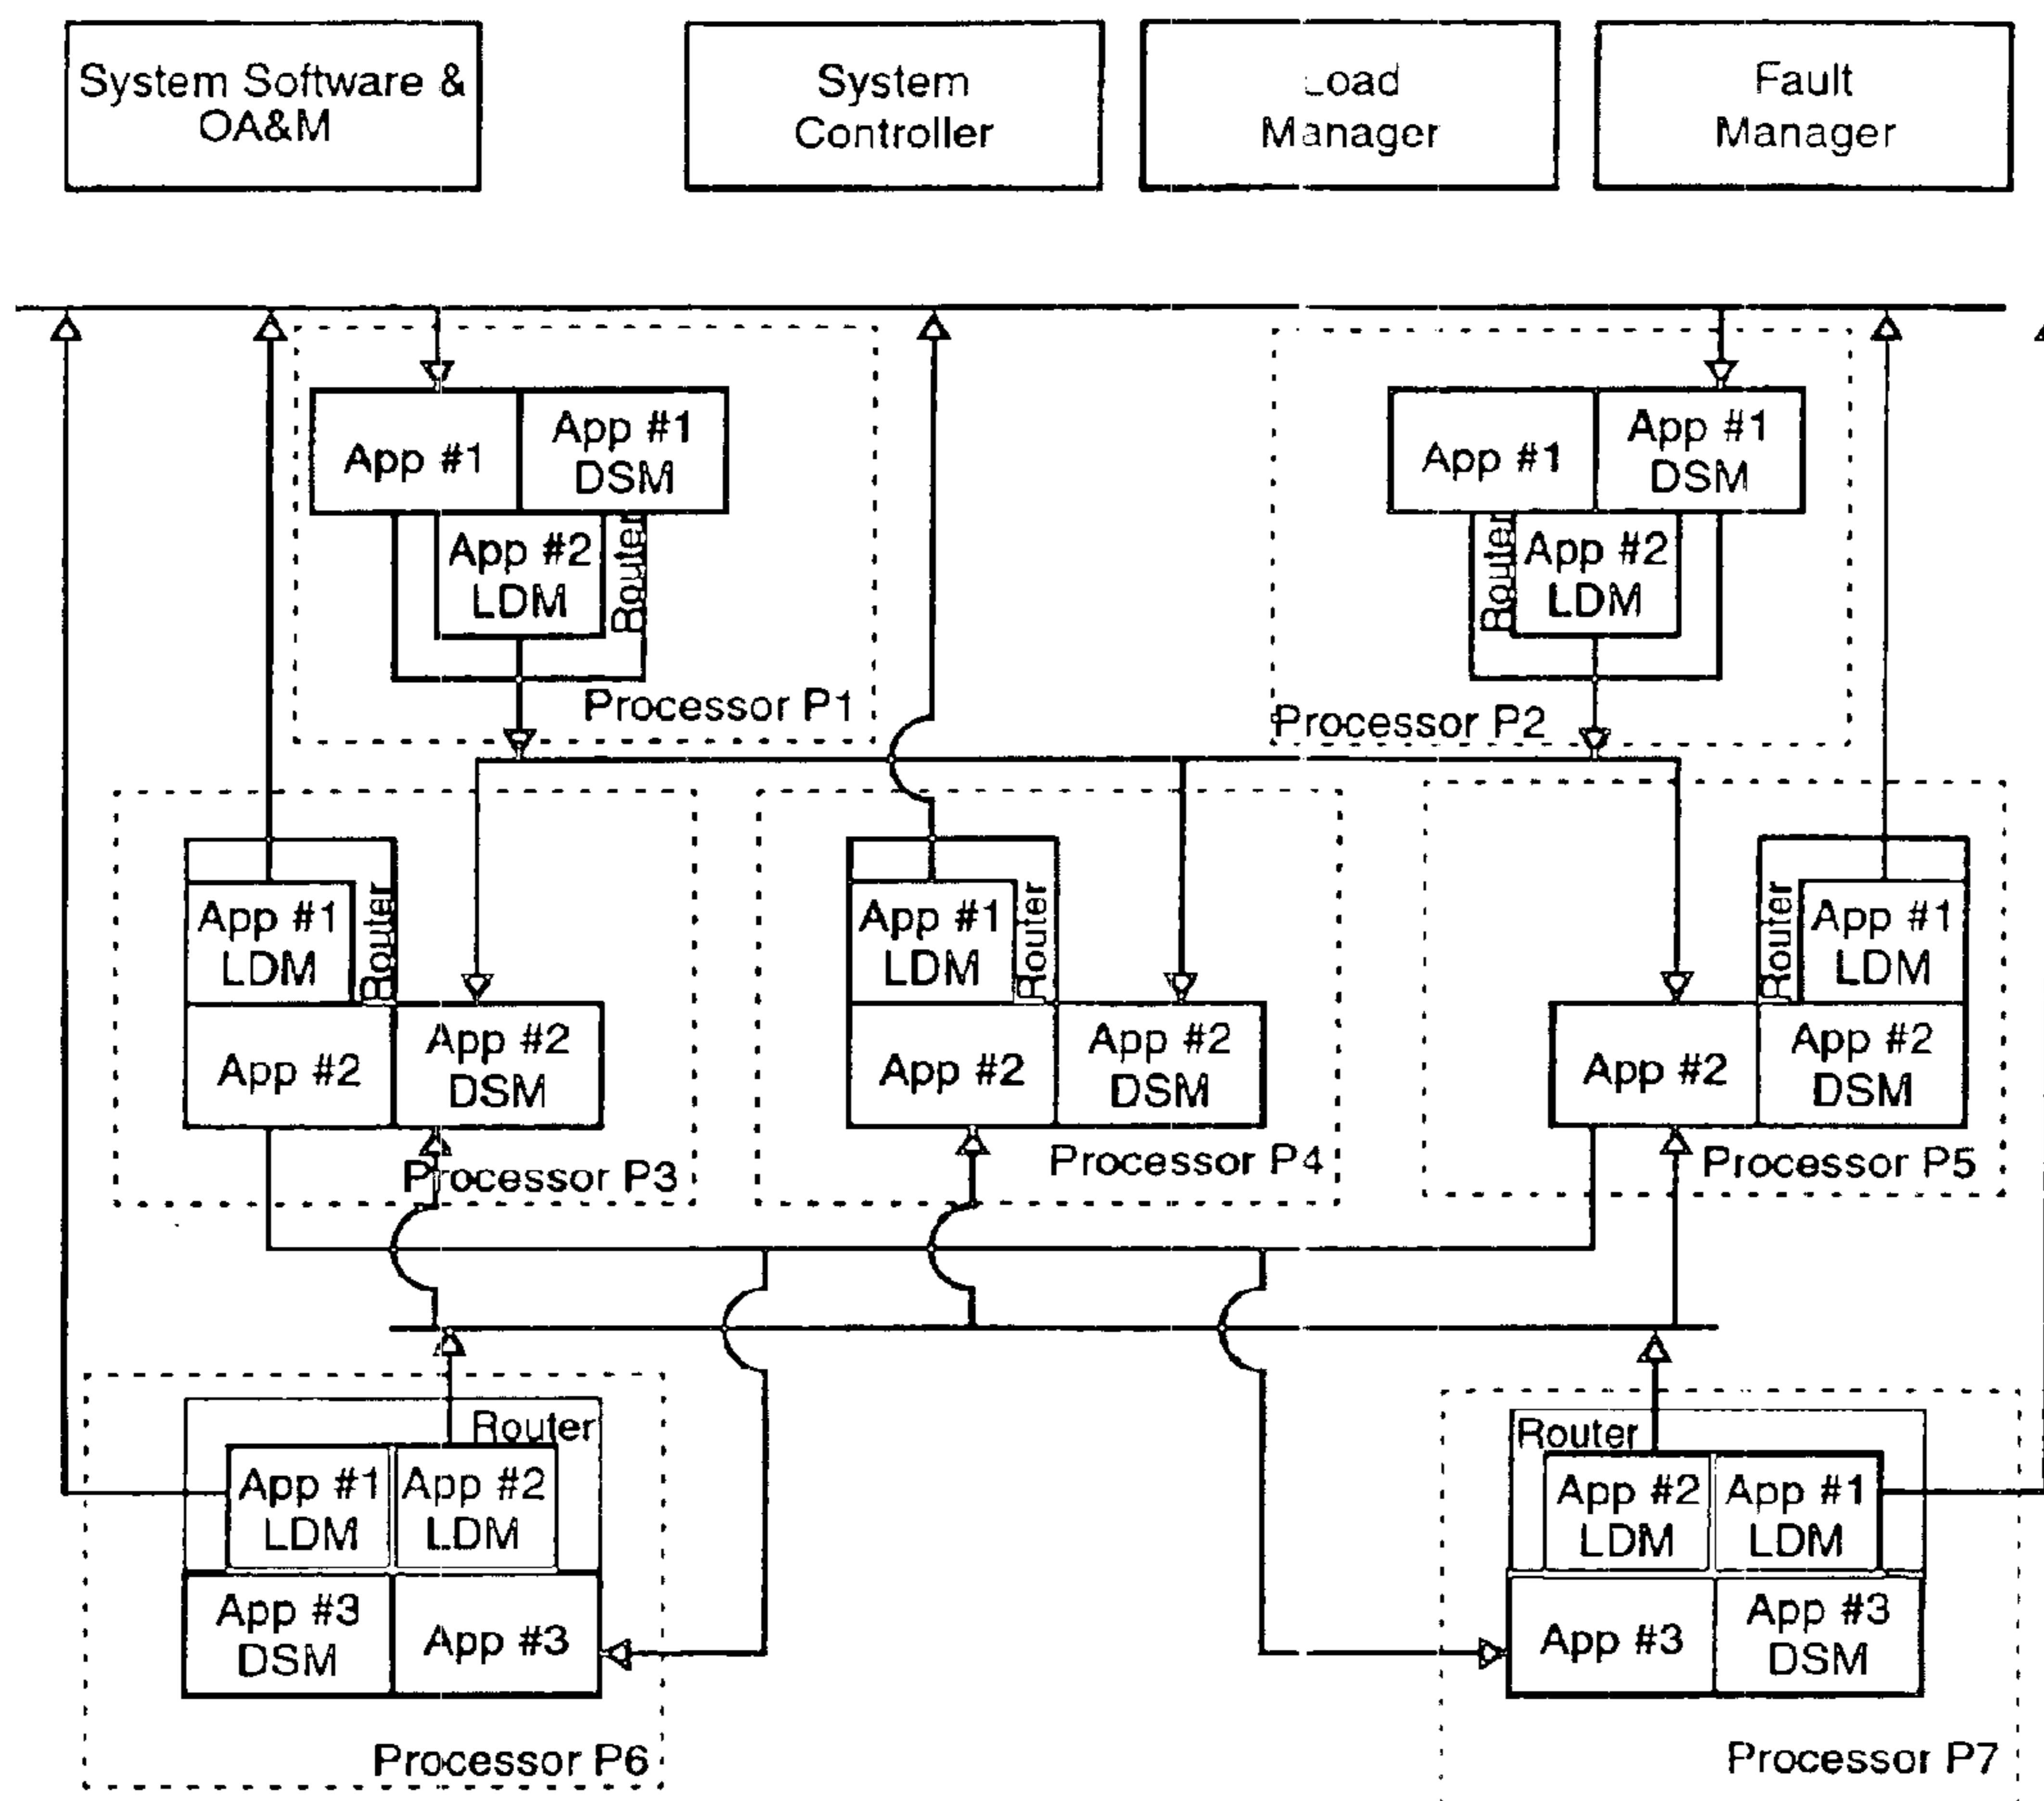 System Software &
OA&M
System
Controller
Load
Manager
Fault
Manager
App #1
App #1
DSM
App #2
LDM
Router
Processor P1
App #1
App #1
DSM
Router
App #2
LDM
Processor P2
App #1
LDM
Router
App #2
App #2
DSM
Processor P3
App #1
LDM
Router
App #2
App #2
DSM
Processor P4
Router
App #1
LDM
App #2
App #2
DSM
Processor P5
Router
App #1
LDM
App #2
LDM
App #3
DSM
App #3
Processor P6
Router
App #2
LDM
App #1
LDM
App #3
App #3
DSM
Processor P7